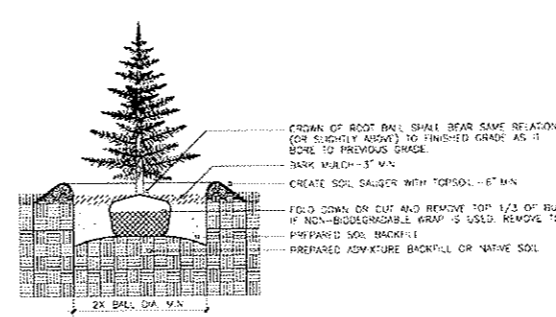 CROWN OF ROOT BALL SHALL BEAR SAME RELATION
(OR SLIGHTLY ABOVE) TO FINISHED GRADE AS IT
BORE TO PREVIOUS GRADE.
BARK MULCH - 3" MIN
CREATE SOIL SAUCER WITH TOPSOIL - 6" MIN
FOLD DOWN OR CUT AND REMOVE TOP 1/3 OF BU
IF NON-BIODEGRADABLE WRAP IS USED, REMOVE TO
PREPARED SOIL BACKFILL
PREPARED ADMIXTURE BACKFILL OR NATIVE SOIL
2X BALL DIA. MIN